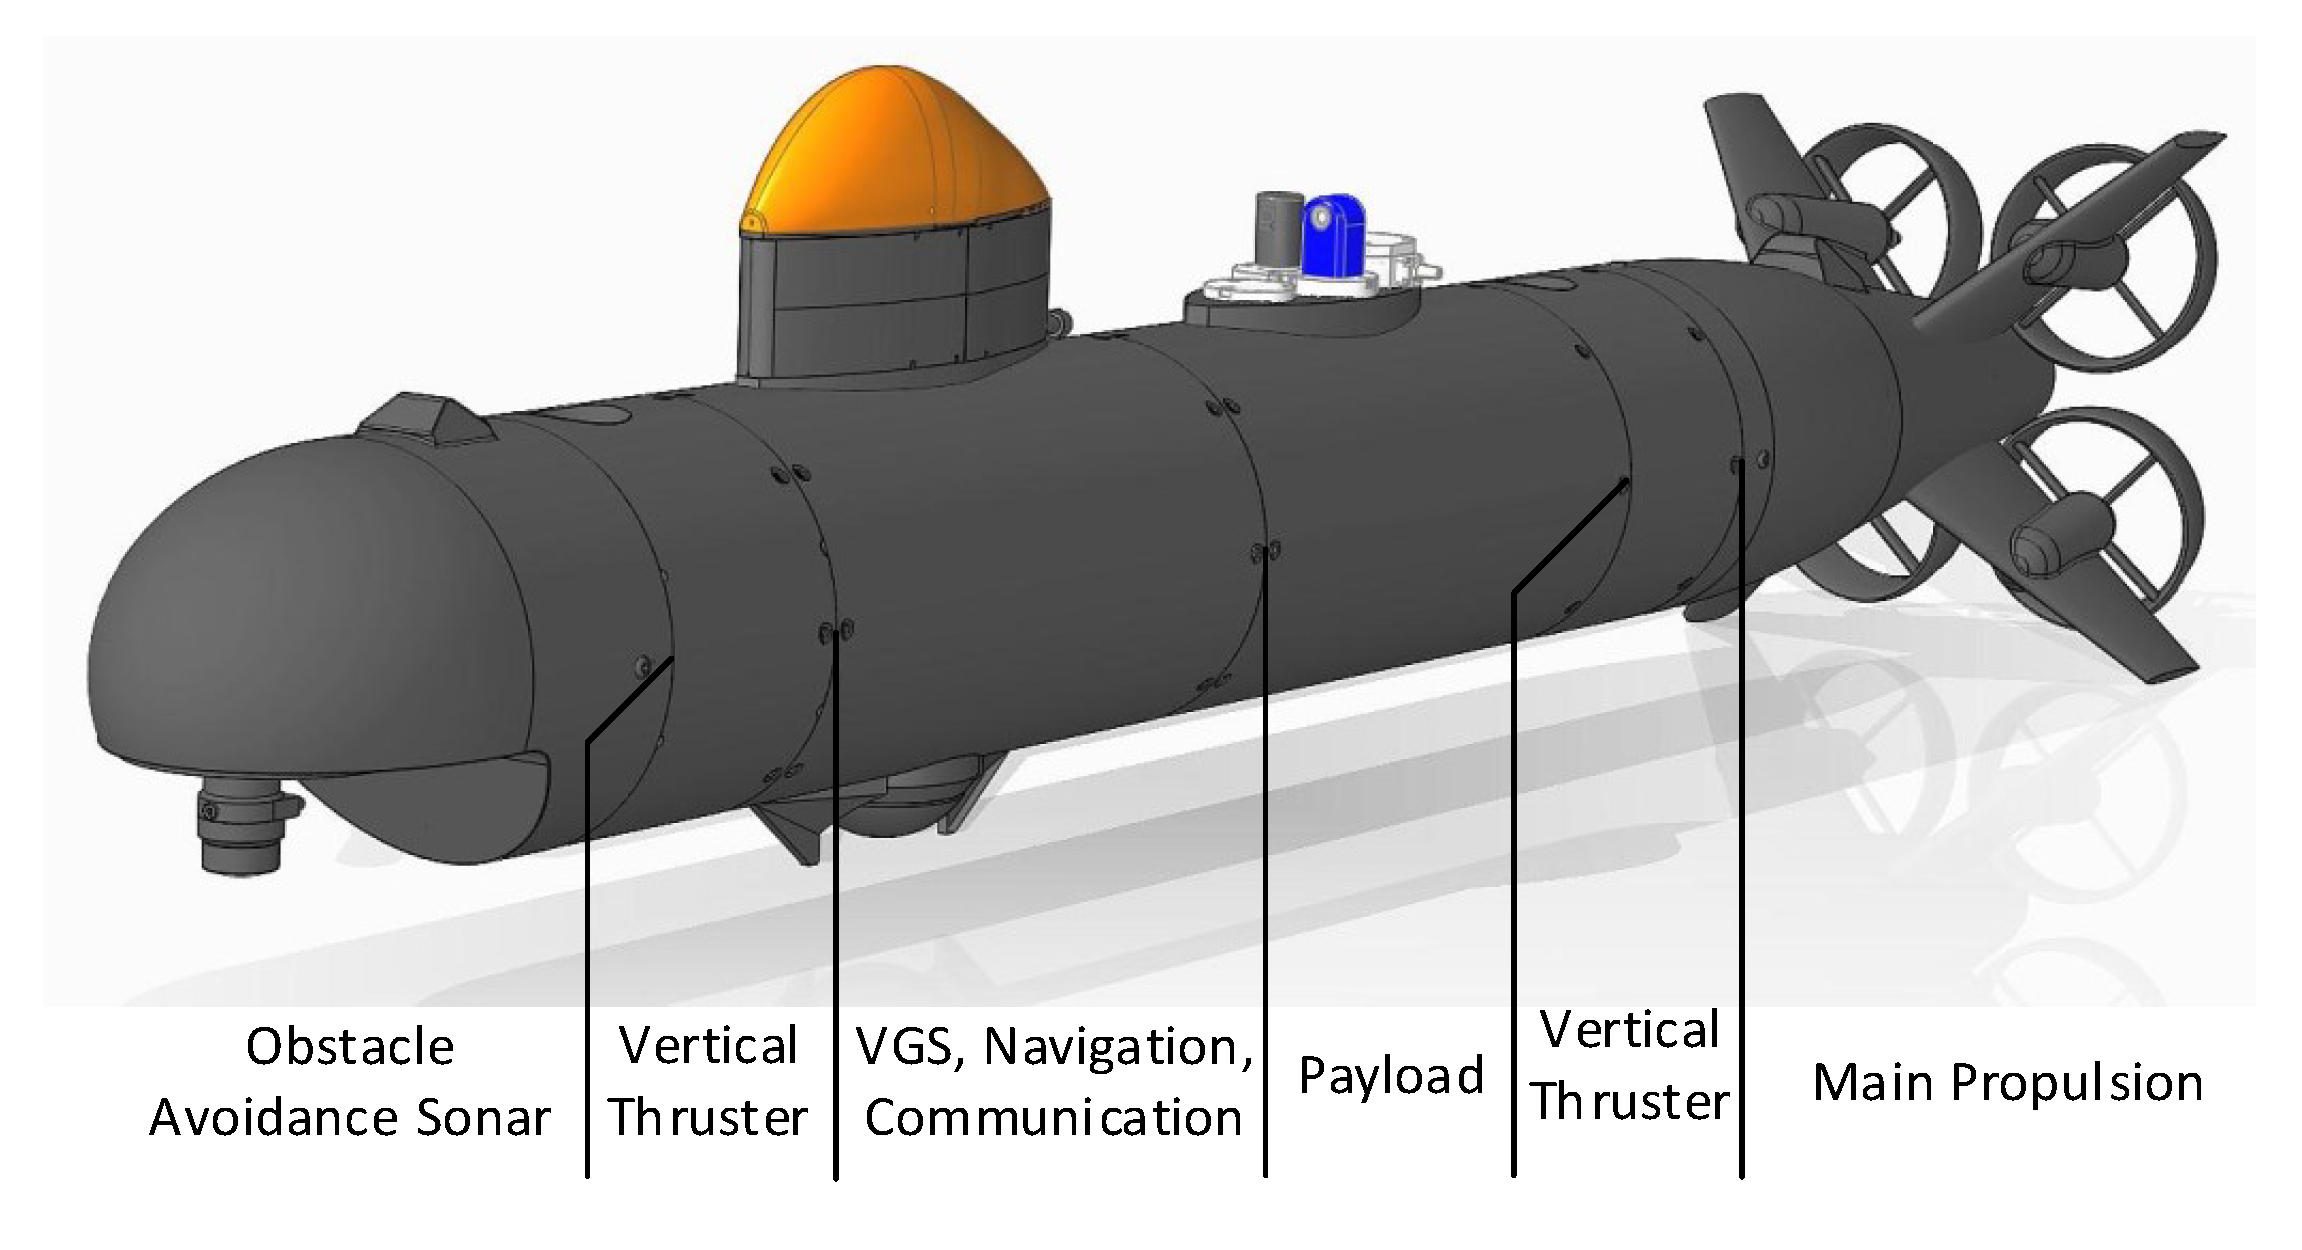 Obstacle
Avoidance Sonar
Vertical
Thruster
VGS, Navigation,
Communication
Payload
Vertical
Thruster
Main Propulsion